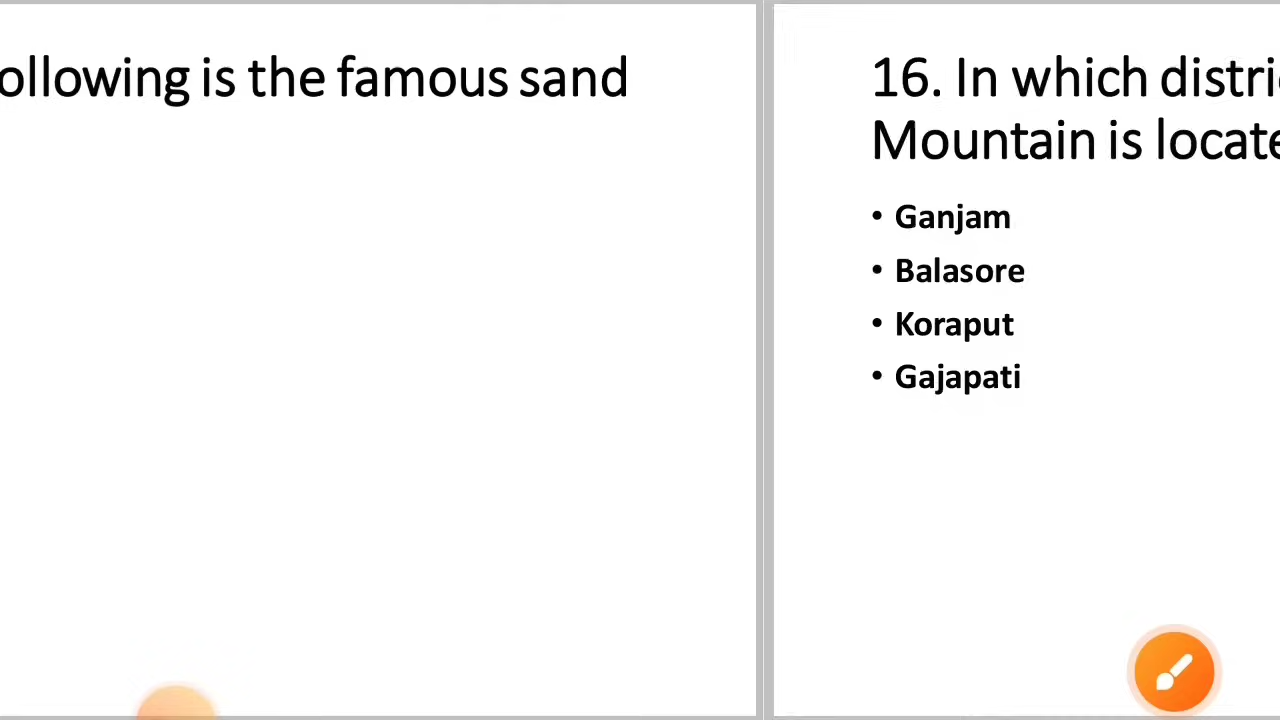 ollowing is the famous sand
16. In which distri
Mountain is locate
• Ganjam
• Balasore
• Koraput
• Gajapati